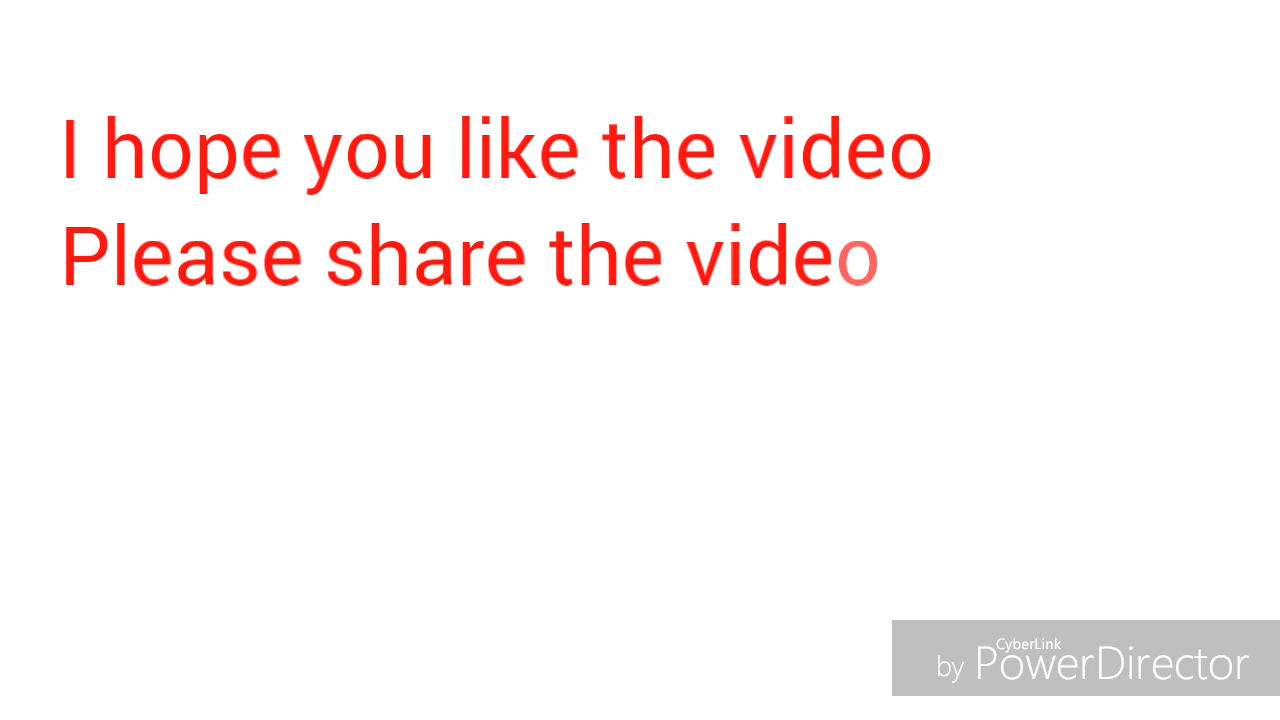 I hope you like the video
Please share the video
CyberLink
by PowerDirector